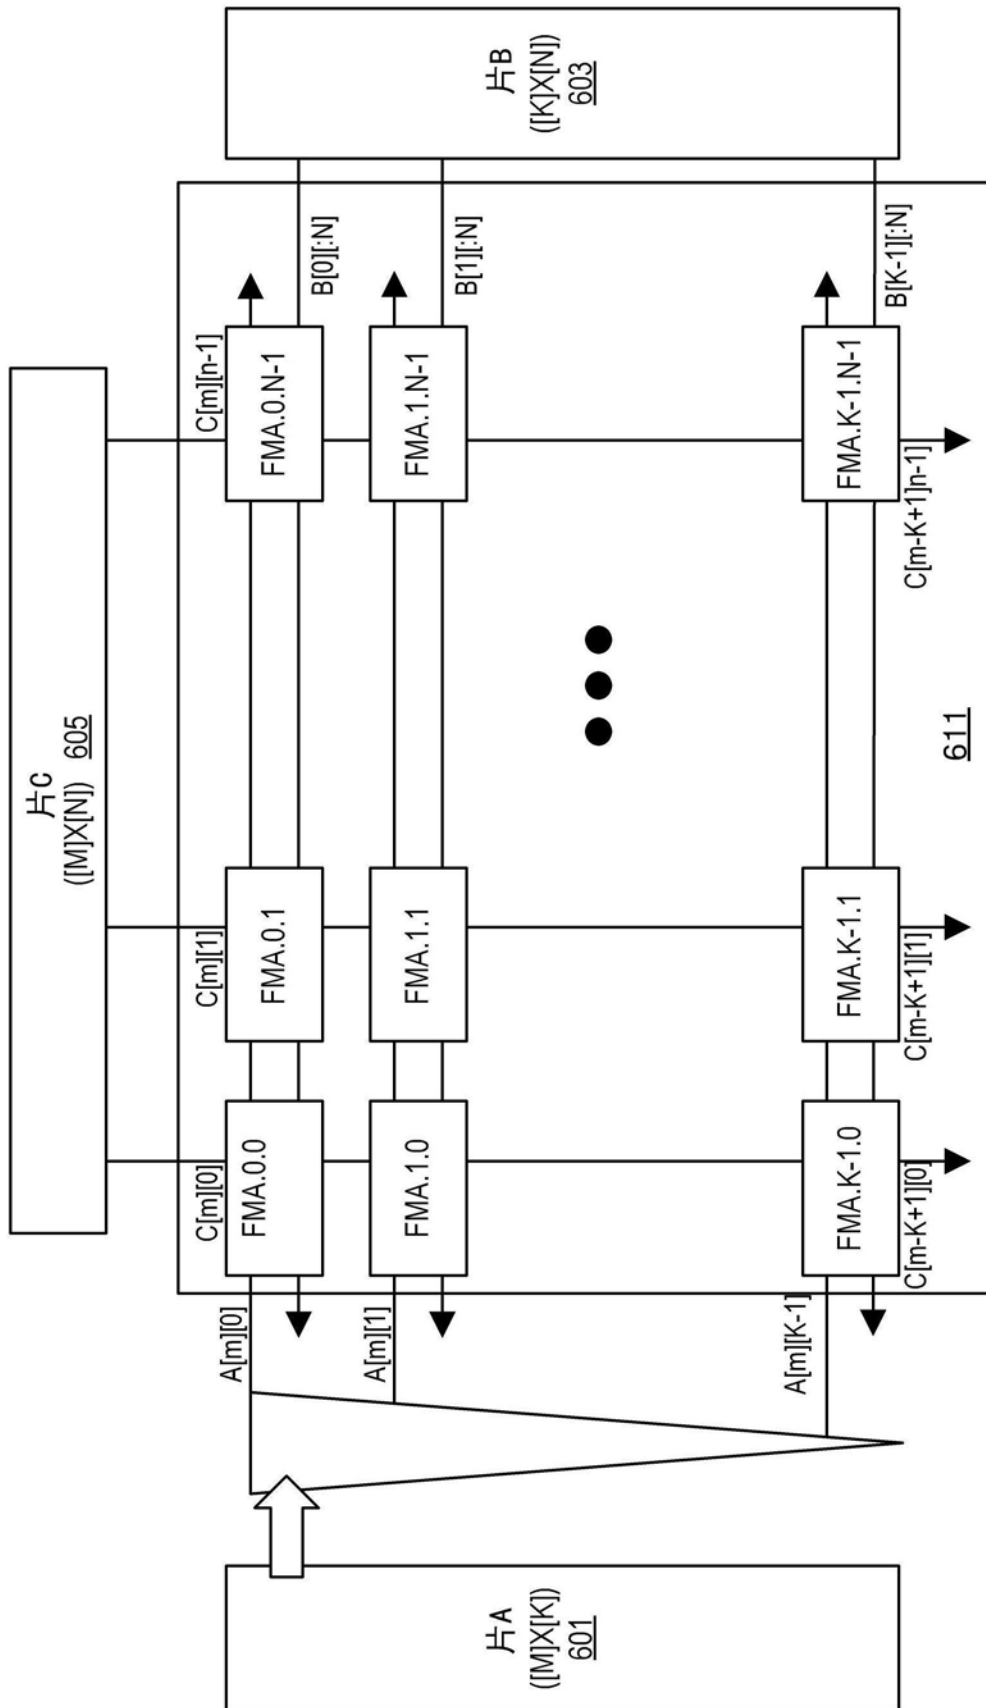 片C
([M]X[N]) 605
C[m][0]
C[m][1]
C[m][n-1]
A[m][0]
FMA.0.0
FMA.0.1
FMA.0.N-1
B[0][:N]
A[m][1]
FMA.1.0
FMA.1.1
FMA.1.N-1
B[1][:N]
片A
([M]X[K])
601
片B
([K]X[N])
603
A[m][K-1]
FMA.K-1.0
FMA.K-1.1
FMA.K-1.N-1
B[K-1][:N]
C[m-K+1][0]
C[m-K+1][1]
C[m-K+1]n-1]
611